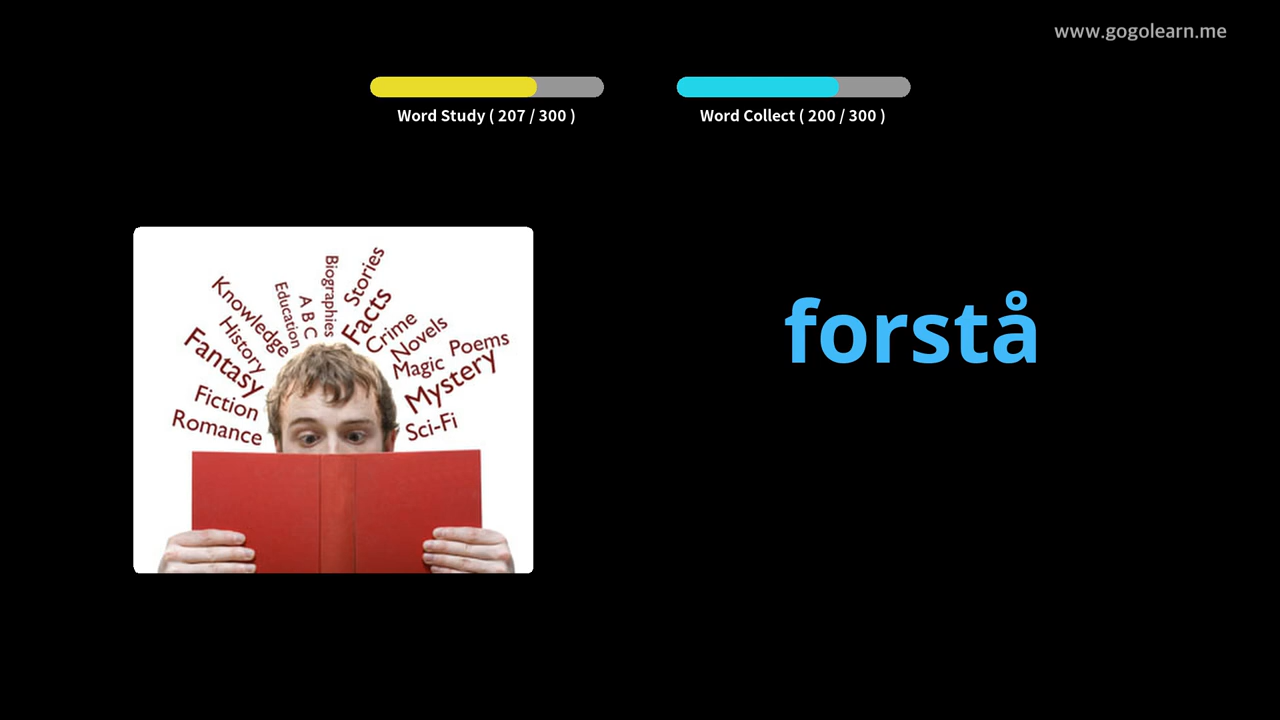 www.gogolearn.me
Word Study ( 207 / 300 )
Word Collect ( 200 / 300 )
forstå
Romance
Fiction
Fantasy
History
Knowledge
Education
A B C
Biographies
Stories
Facts
Crime
Novels
Magic
Poems
Mystery
Sci-Fi